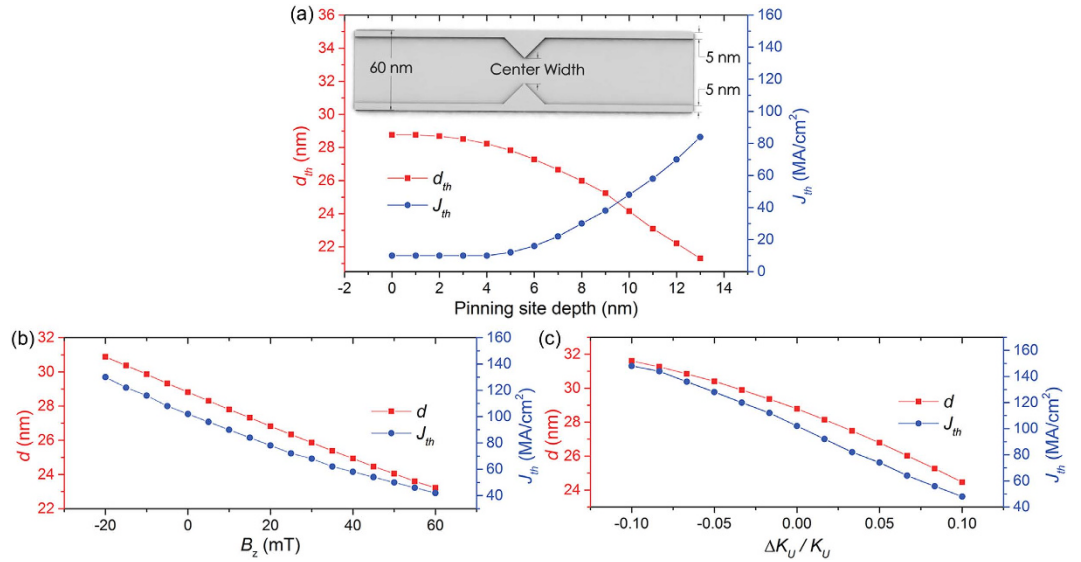 (a)
36
34
32
30
28
26
24
22
d_th (nm)
160
140
120
100
80
60
40
20
0
J_th (MA/cm²)
60 nm
Center Width
5 nm
5 nm
d_th
J_th
-2 0 2 4 6 8 10 12 14
Pinning site depth (nm)
(b)
32
30
28
26
24
22
d (nm)
160
140
120
100
80
60
40
J_th (MA/cm²)
d
J_th
-20 0 20 40 60
B_z (mT)
(c)
32
30
28
26
24
d (nm)
160
140
120
100
80
60
40
J_th (MA/cm²)
d
J_th
-0.10 -0.05 0.00 0.05 0.10
ΔK_U / K_U